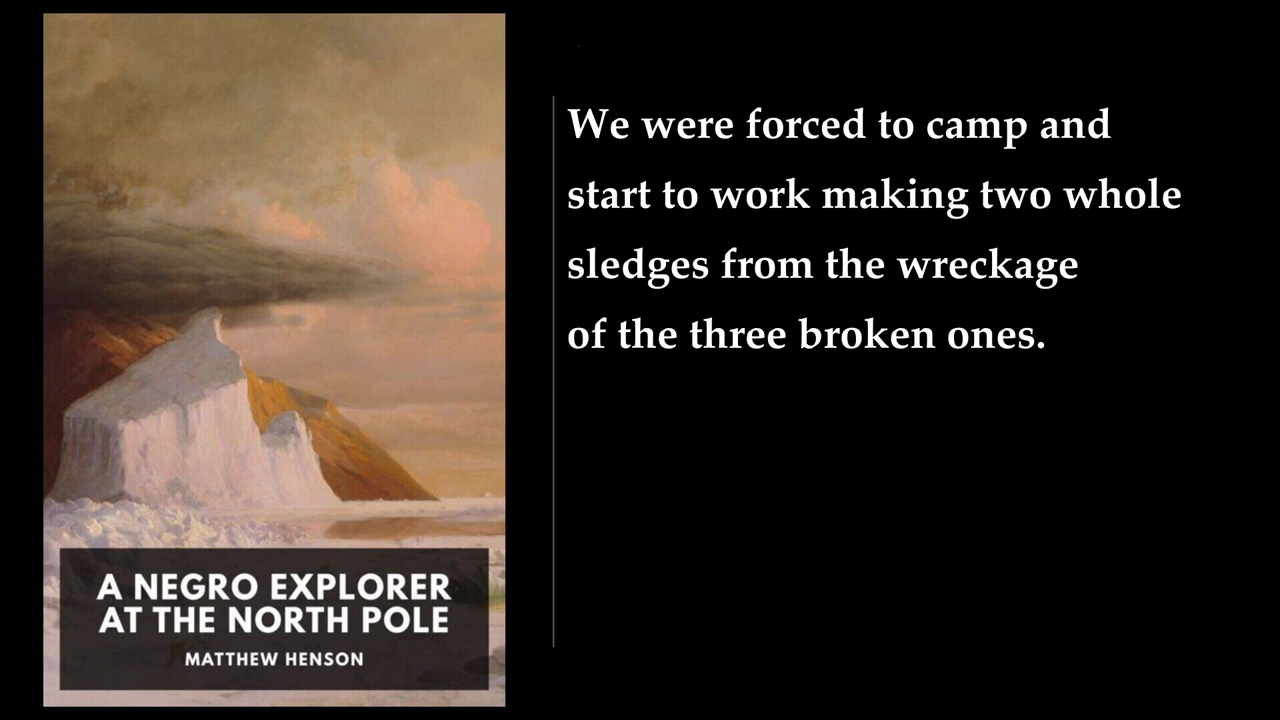 We were forced to camp and
start to work making two whole
sledges from the wreckage
of the three broken ones.
A NEGRO EXPLORER
AT THE NORTH POLE
MATTHEW HENSON